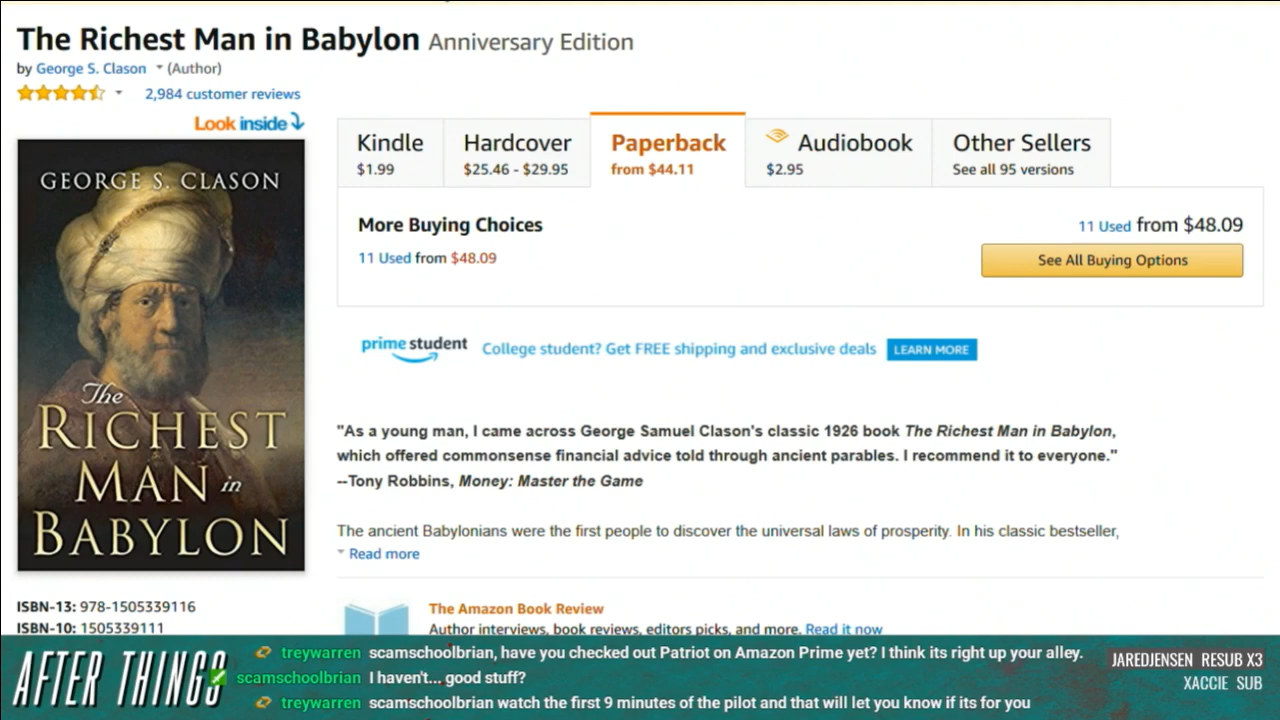 The Richest Man in Babylon Anniversary Edition
by George S. Clason (Author)
2,984 customer reviews
Look inside
GEORGE S. CLASON
The
RICHEST
MAN in
BABYLON
ISBN-13: 978-1505339116
ISBN-10: 1505339111
Kindle
$1.99
Hardcover
$25.46 - $29.95
Paperback
from $44.11
Audiobook
$2.95
Other Sellers
See all 95 versions
More Buying Choices
11 Used from $48.09
11 Used from $48.09
See All Buying Options
prime student
College student? Get FREE shipping and exclusive deals
LEARN MORE
"As a young man, I came across George Samuel Clason's classic 1926 book The Richest Man in Babylon,
which offered commonsense financial advice told through ancient parables. I recommend it to everyone."
--Tony Robbins, Money: Master the Game
The ancient Babylonians were the first people to discover the universal laws of prosperity. In his classic bestseller,
Read more
The Amazon Book Review
Author interviews, book reviews, editors picks, and more. Read it now
AFTER THINGS
treywarren scamschoolbrian, have you checked out Patriot on Amazon Prime yet? I think its right up your alley.
scamschoolbrian I haven't... good stuff?
treywarren scamschoolbrian watch the first 9 minutes of the pilot and that will let you know if its for you
JAREDJENSEN RESUB X3
XACCIE SUB